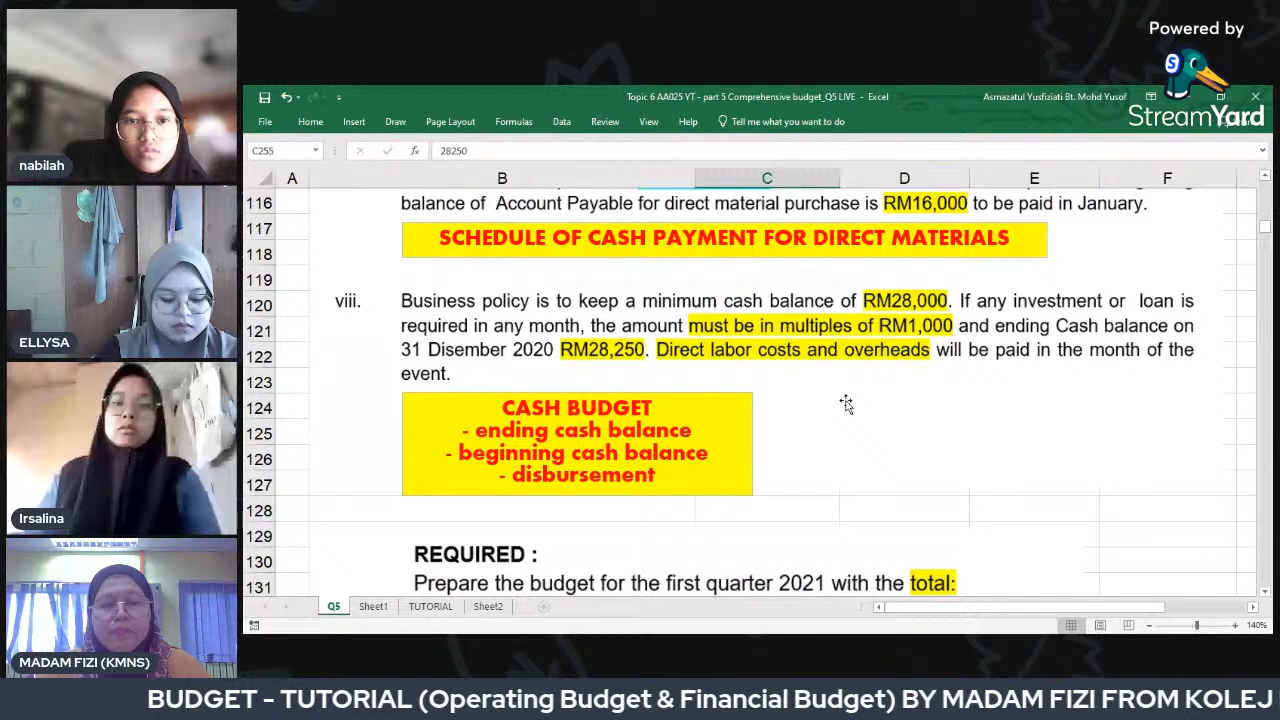 Powered by
StreamYard
nabilah
ELLYSA
Irsalina
MADAM FIZI (KMNS)
Topic 6 AA025 YT - part 5 Comprehensive budget_Q5 LIVE - Excel
Asmazatul Yusfiziati Bt. Mohd Yusof
File Home Insert Draw Page Layout Formulas Data Review View Help Tell me what you want to do
C255 fx 28250
A B C D E F
116 balance of Account Payable for direct material purchase is RM16,000 to be paid in January.
117
SCHEDULE OF CASH PAYMENT FOR DIRECT MATERIALS
118
119
120 viii. Business policy is to keep a minimum cash balance of RM28,000. If any investment or loan is
121 required in any month, the amount must be in multiples of RM1,000 and ending Cash balance on
122 31 Disember 2020 RM28,250. Direct labor costs and overheads will be paid in the month of the
123 event.
124 CASH BUDGET
125 - ending cash balance
126 - beginning cash balance
127 - disbursement
128
129
130 REQUIRED :
131 Prepare the budget for the first quarter 2021 with the total:
Q5 Sheet1 TUTORIAL Sheet2
140%
BUDGET - TUTORIAL (Operating Budget & Financial Budget) BY MADAM FIZI FROM KOLEJ